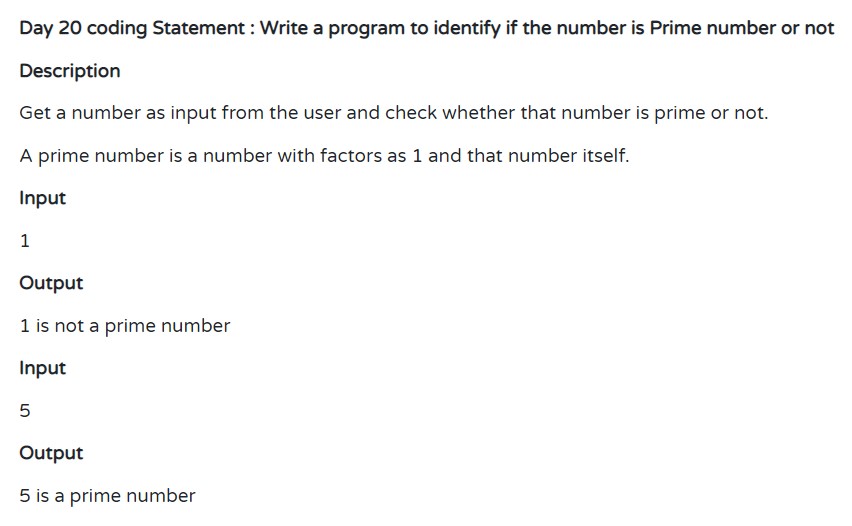 Day 20 coding Statement : Write a program to identify if the number is Prime number or not
Description
Get a number as input from the user and check whether that number is prime or not.
A prime number is a number with factors as 1 and that number itself.
Input
1
Output
1 is not a prime number
Input
5
Output
5 is a prime number